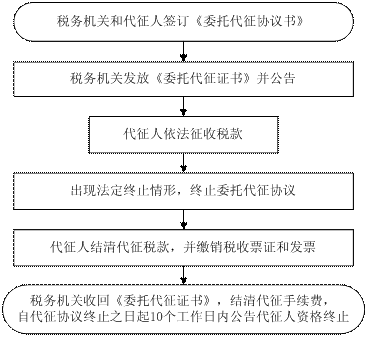 税务机关和代征人签订《委托代征协议书》
税务机关发放《委托代征证书》并公告
代征人依法征收税款
出现法定终止情形，终止委托代征协议
代征人结清代征税款，并缴销税收票证和发票
税务机关收回《委托代征证书》，结清代征手续费，
自代征协议终止之日起10个工作日内公告代征人资格终止